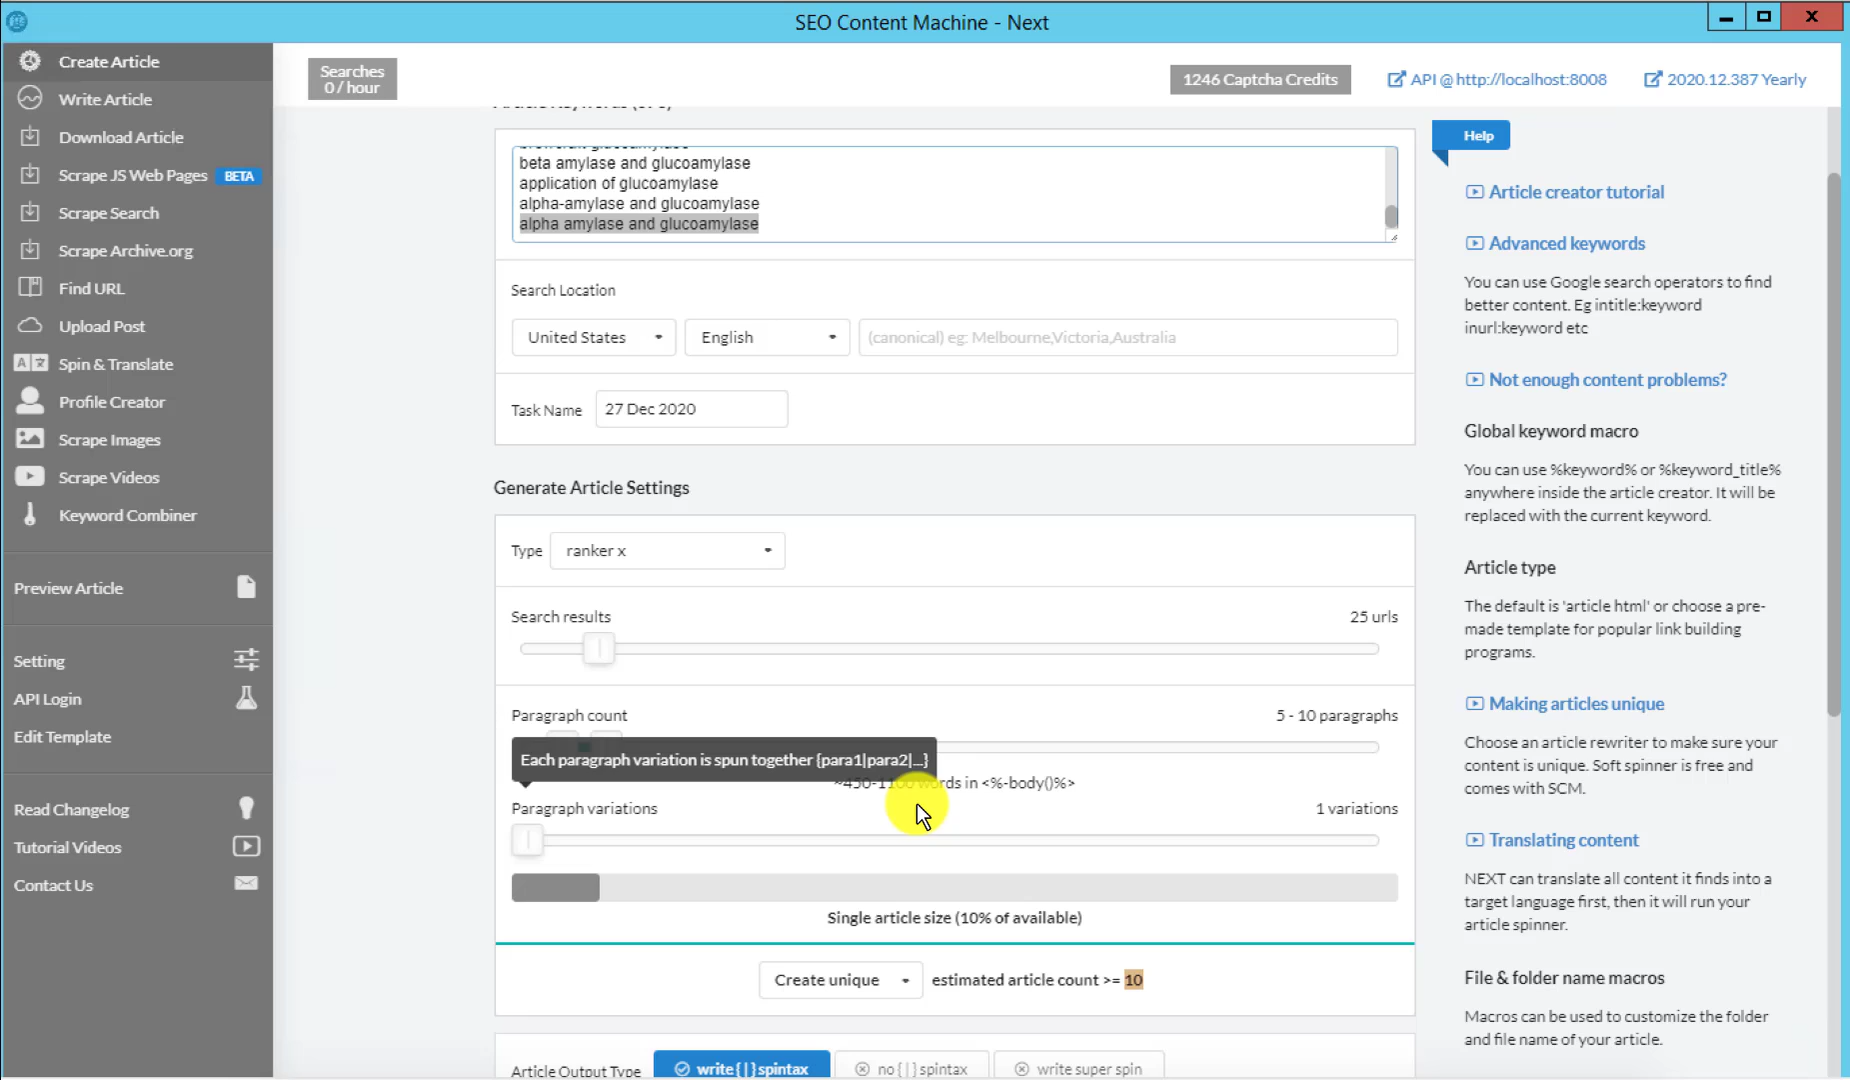 SEO Content Machine - Next
Create Article
Write Article
Download Article
Scrape JS Web Pages BETA
Scrape Search
Scrape Archive.org
Find URL
Upload Post
Spin & Translate
Profile Creator
Scrape Images
Scrape Videos
Keyword Combiner
Preview Article
Setting
API Login
Edit Template
Read Changelog
Tutorial Videos
Contact Us
Searches
0 / hour
1246 Captcha Credits
API @ http://localhost:8008
2020.12.387 Yearly
beta amylase and glucoamylase
application of glucoamylase
alpha-amylase and glucoamylase
alpha amylase and glucoamylase
Search Location
United States
English
(canonical) eg: Melbourne,Victoria,Australia
Task Name
27 Dec 2020
Generate Article Settings
Type
ranker x
Search results
25 urls
Paragraph count
5 - 10 paragraphs
Each paragraph variation is spun together {para1|para2|...}
~450-1100 words in <%-body()%>
Paragraph variations
1 variations
Single article size (10% of available)
Create unique
estimated article count >= 10
Article Output Type
write { | } spintax
no { | } spintax
write super spin
Help
Article creator tutorial
Advanced keywords
You can use Google search operators to find
better content. Eg intitle:keyword
inurl:keyword etc
Not enough content problems?
Global keyword macro
You can use %keyword% or %keyword_title%
anywhere inside the article creator. It will be
replaced with the current keyword.
Article type
The default is 'article html' or choose a pre-
made template for popular link building
programs.
Making articles unique
Choose an article rewriter to make sure your
content is unique. Soft spinner is free and
comes with SCM.
Translating content
NEXT can translate all content it finds into a
target language first, then it will run your
article spinner.
File & folder name macros
Macros can be used to customize the folder
and file name of your article.